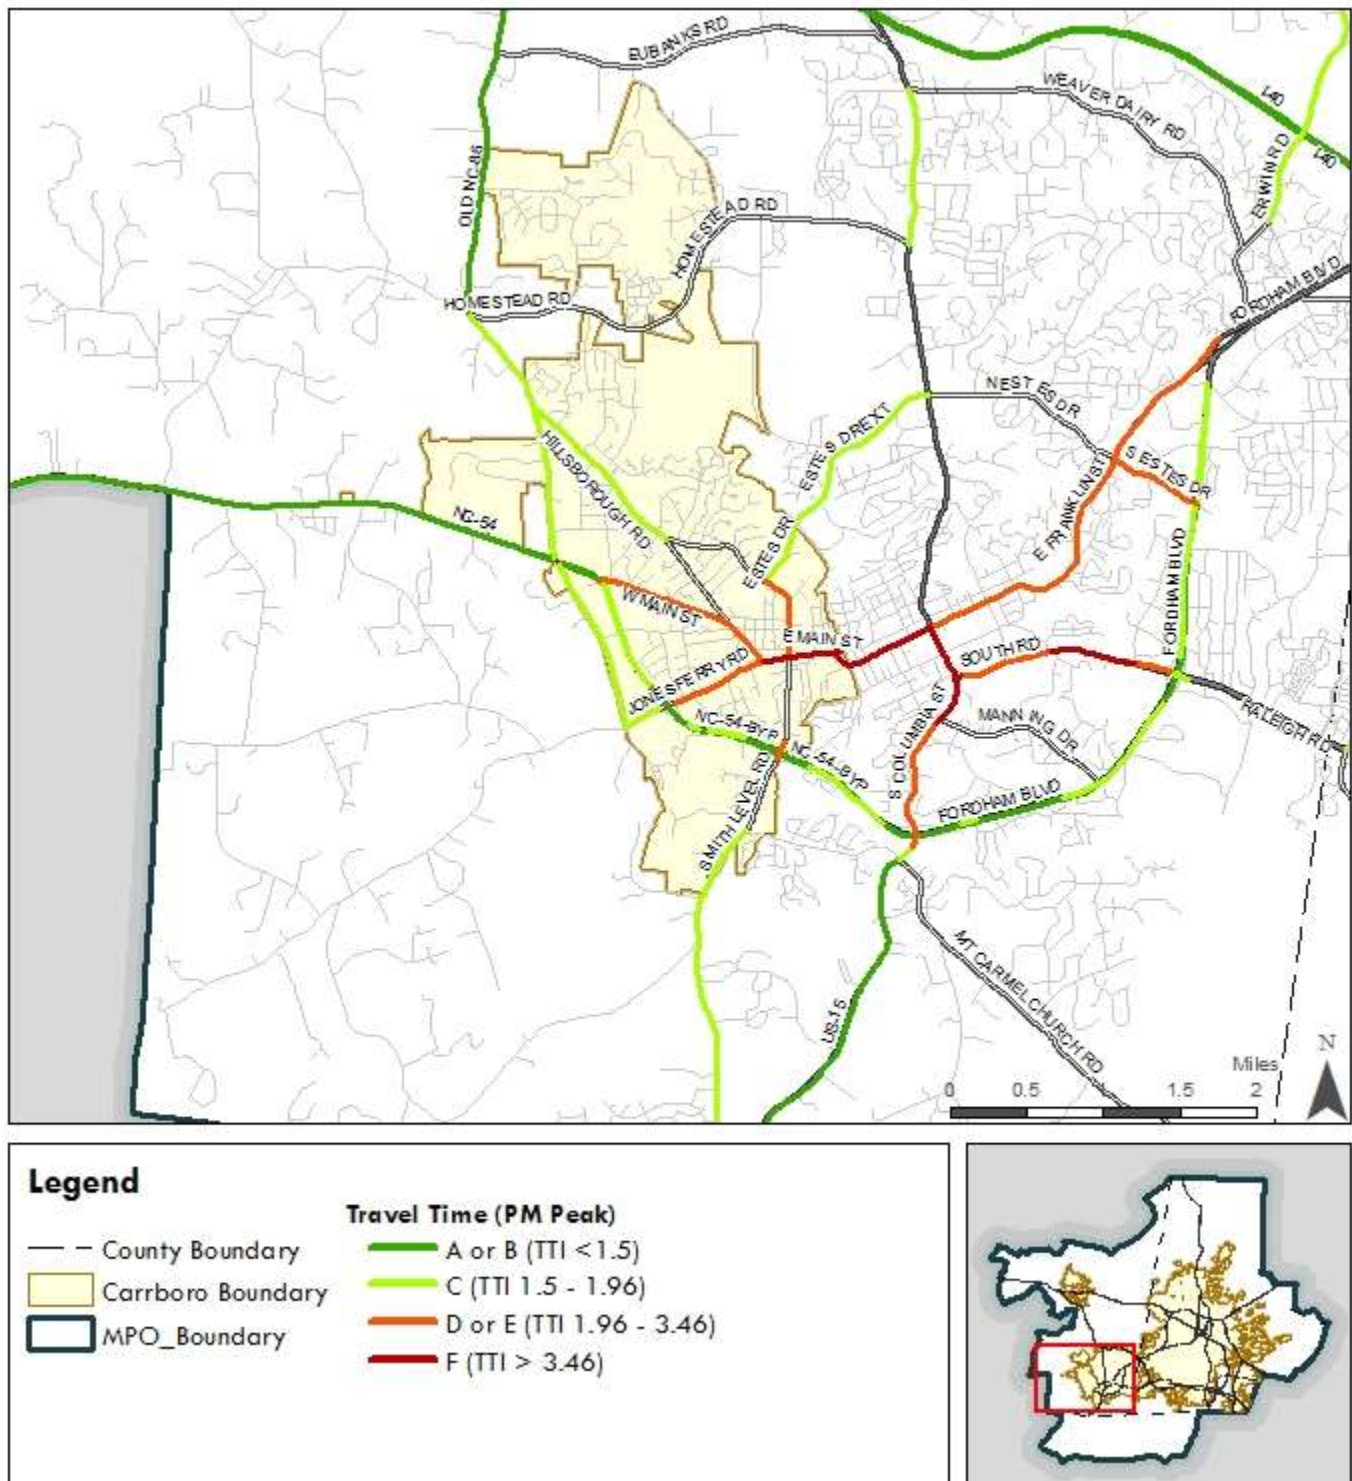 EUBANKS RD
WEAVER DAIRY RD
I-40
I-40
OLD NC-86
ERWIN RD
HOMESTEAD RD
HOMESTEAD RD
FORDHAM BLVD
N ESTES DR
ESTES DR EXT
HILLSBOROUGH RD
S ESTES DR
E FRANKLIN ST
NC-54
ESTES DR
W MAIN ST
FORDHAM BLVD
E MAIN ST
SOUTH RD
JONES FERRY RD
S COLUMBIA ST
MANNING DR
RALEIGH RD
NC-54-BYP
NC-54-BYP
FORDHAM BLVD
SMITH LEVEL RD
MT CARMEL CHURCH RD
US-15
N
Miles
0 0.5 1 1.5 2
Legend
Travel Time (PM Peak)
County Boundary
Carrboro Boundary
MPO_Boundary
A or B (TTI <1.5)
C (TTI 1.5 - 1.96)
D or E (TTI 1.96 - 3.46)
F (TTI > 3.46)